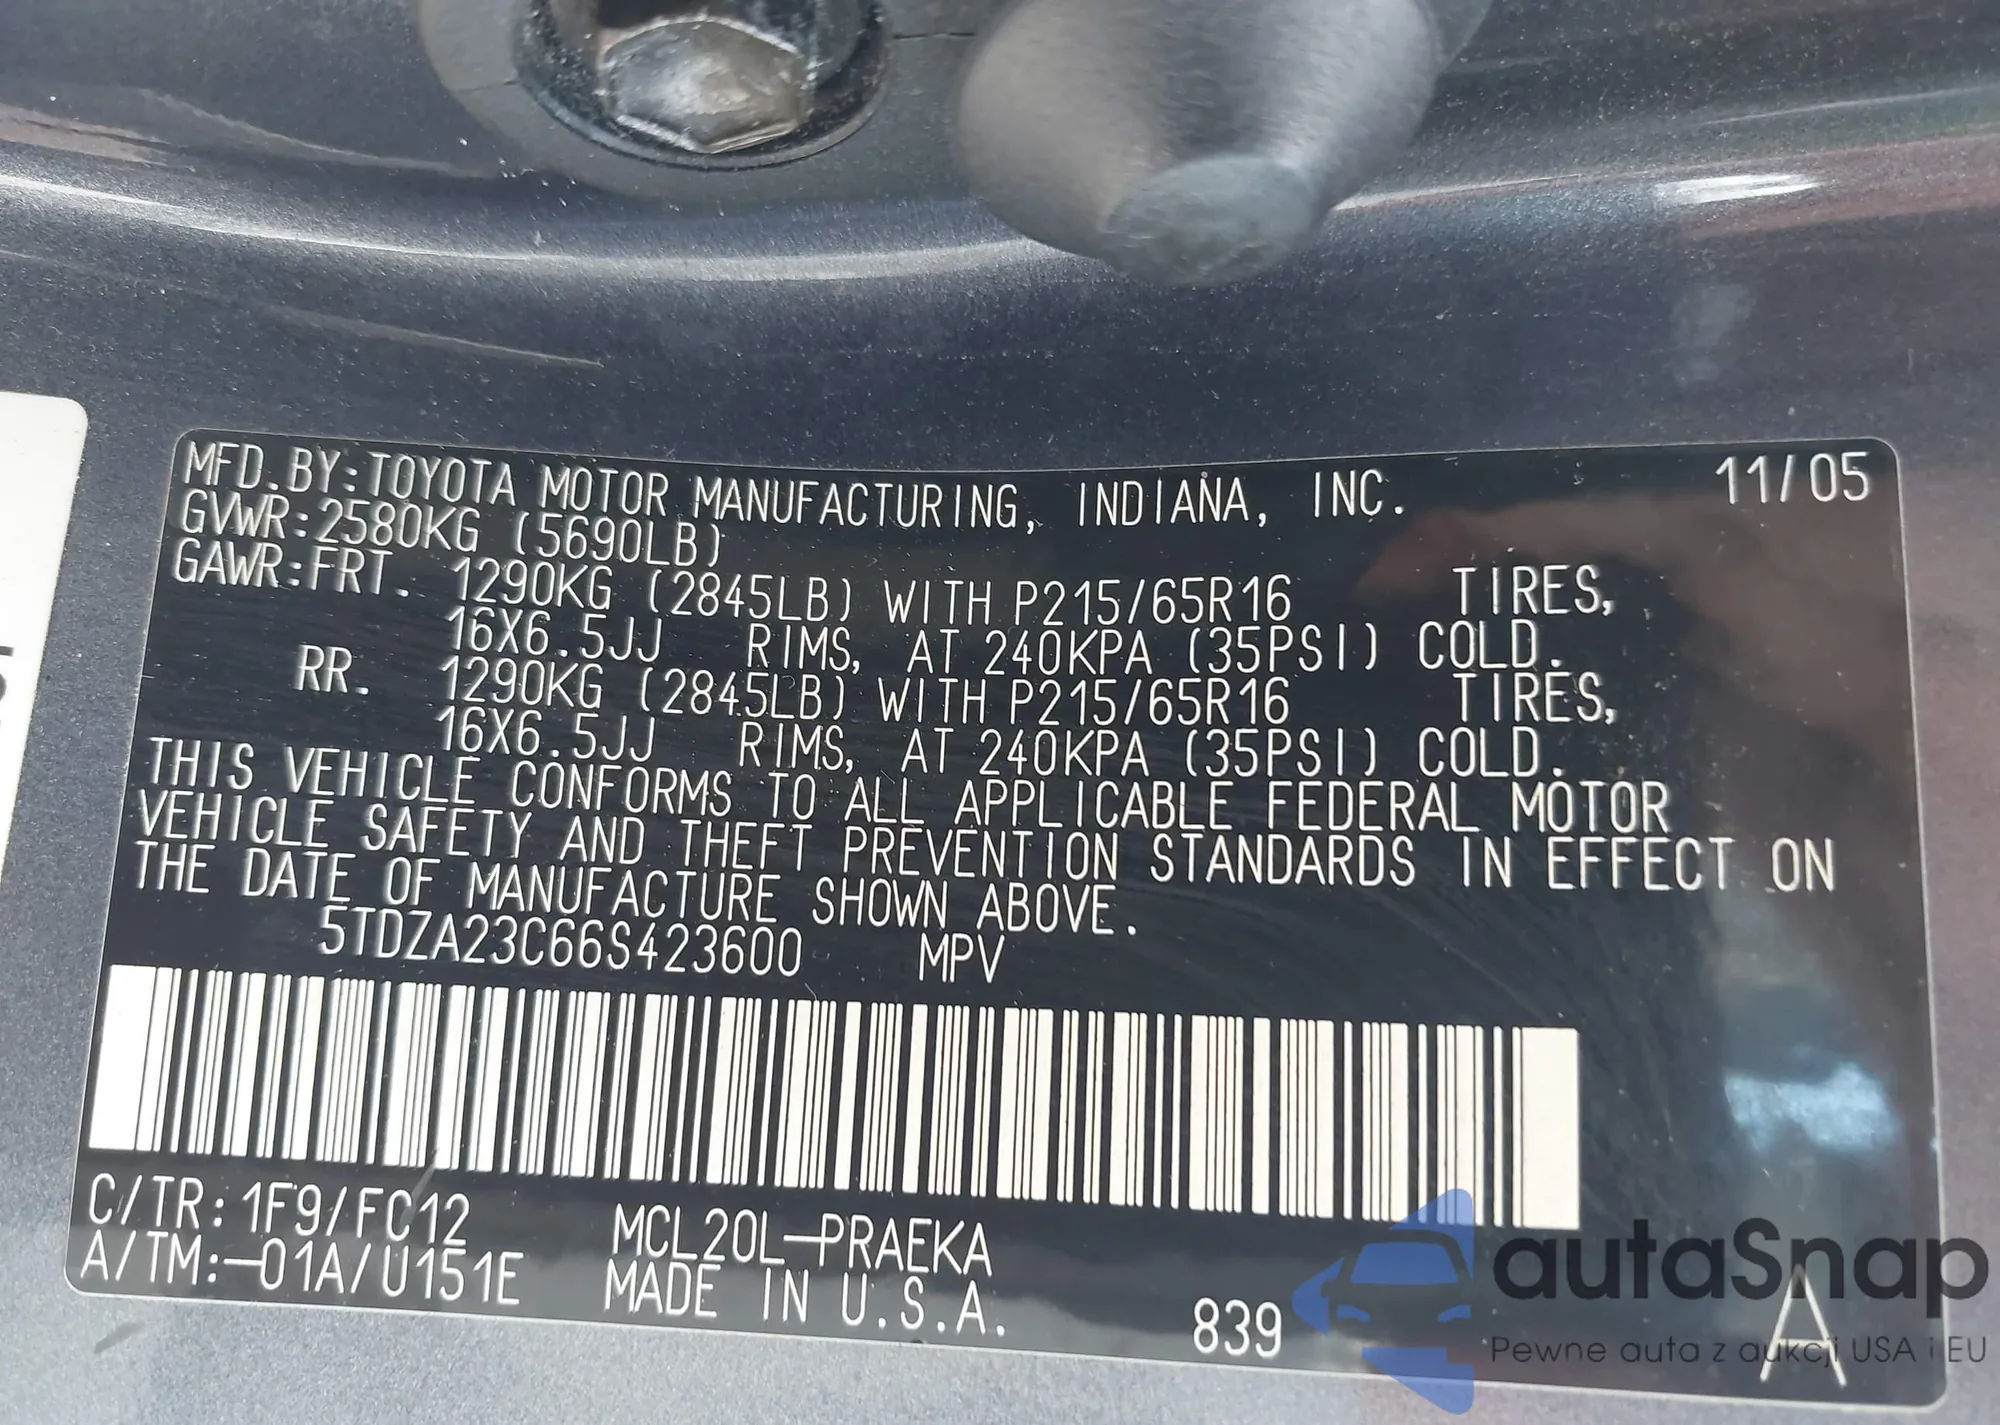 MFD.BY:TOYOTA MOTOR MANUFACTURING, INDIANA, INC. 11/05
GVWR:2580KG (5690LB)
GAWR:FRT. 1290KG (2845LB) WITH P215/65R16 TIRES,
16X6.5JJ RIMS, AT 240KPA (35PSI) COLD.
RR. 1290KG (2845LB) WITH P215/65R16 TIRES,
16X6.5JJ RIMS, AT 240KPA (35PSI) COLD.
THIS VEHICLE CONFORMS TO ALL APPLICABLE FEDERAL MOTOR
VEHICLE SAFETY AND THEFT PREVENTION STANDARDS IN EFFECT ON
THE DATE OF MANUFACTURE SHOWN ABOVE.
5TDZA23C66S423600 MPV
C/TR:1F9/FC12 MCL20L-PRAEKA
A/TM:-01A/U151E MADE IN U.S.A.
839 A
autaSnap
Pewne auta z aukcji USA i EU